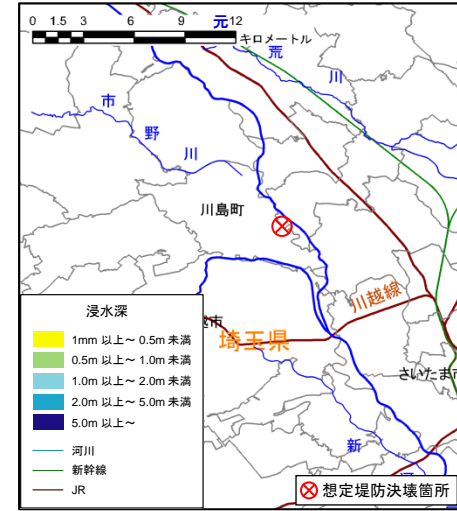 元
0 1.5 3 6 9 12
キロメートル
荒
川
市
野
川
川島町
川越線
越市
埼玉県
さいたま市
新
河
浸水深
1mm 以上～ 0.5m 未満
0.5m 以上～ 1.0m 未満
1.0m 以上～ 2.0m 未満
2.0m 以上～ 5.0m 未満
5.0m 以上～
河川
新幹線
JR
想定堤防決壊箇所